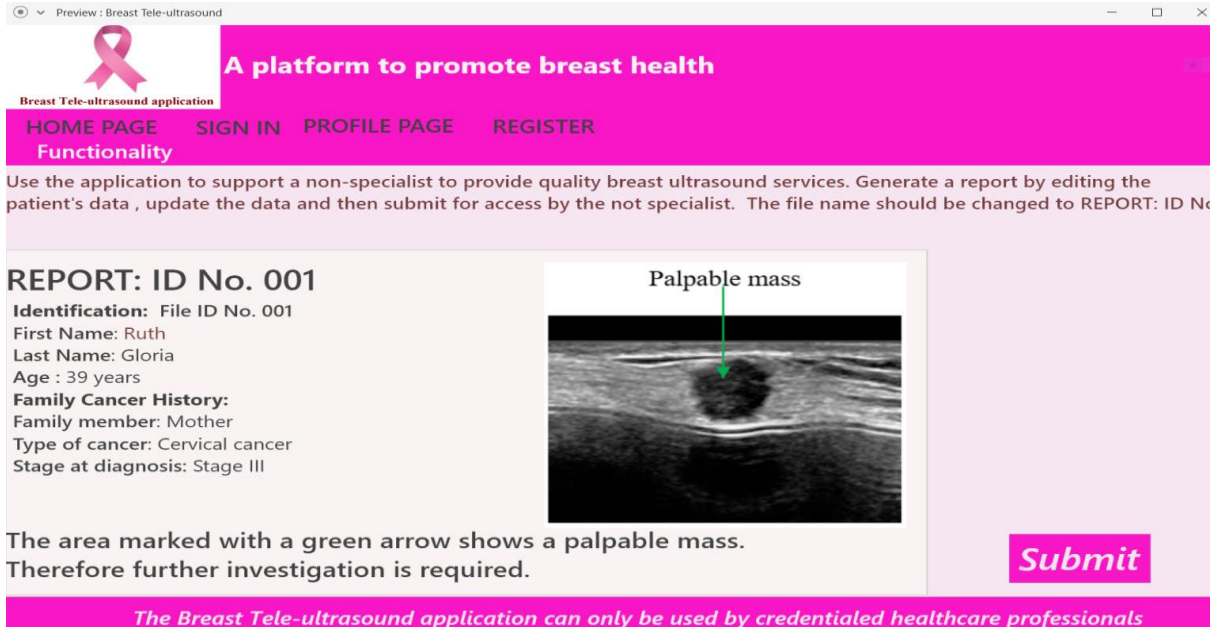 Preview : Breast Tele-ultrasound
A platform to promote breast health
Breast Tele-ultrasound application
HOME PAGE SIGN IN PROFILE PAGE REGISTER
Functionality
Use the application to support a non-specialist to provide quality breast ultrasound services. Generate a report by editing the
patient's data , update the data and then submit for access by the not specialist. The file name should be changed to REPORT: ID
REPORT: ID No. 001
Identification: File ID No. 001
First Name: Ruth
Last Name: Gloria
Age : 39 years
Family Cancer History:
Family member: Mother
Type of cancer: Cervical cancer
Stage at diagnosis: Stage III
Palpable mass
The area marked with a green arrow shows a palpable mass.
Therefore further investigation is required.
Submit
The Breast Tele-ultrasound application can only be used by credentialed healthcare professionals